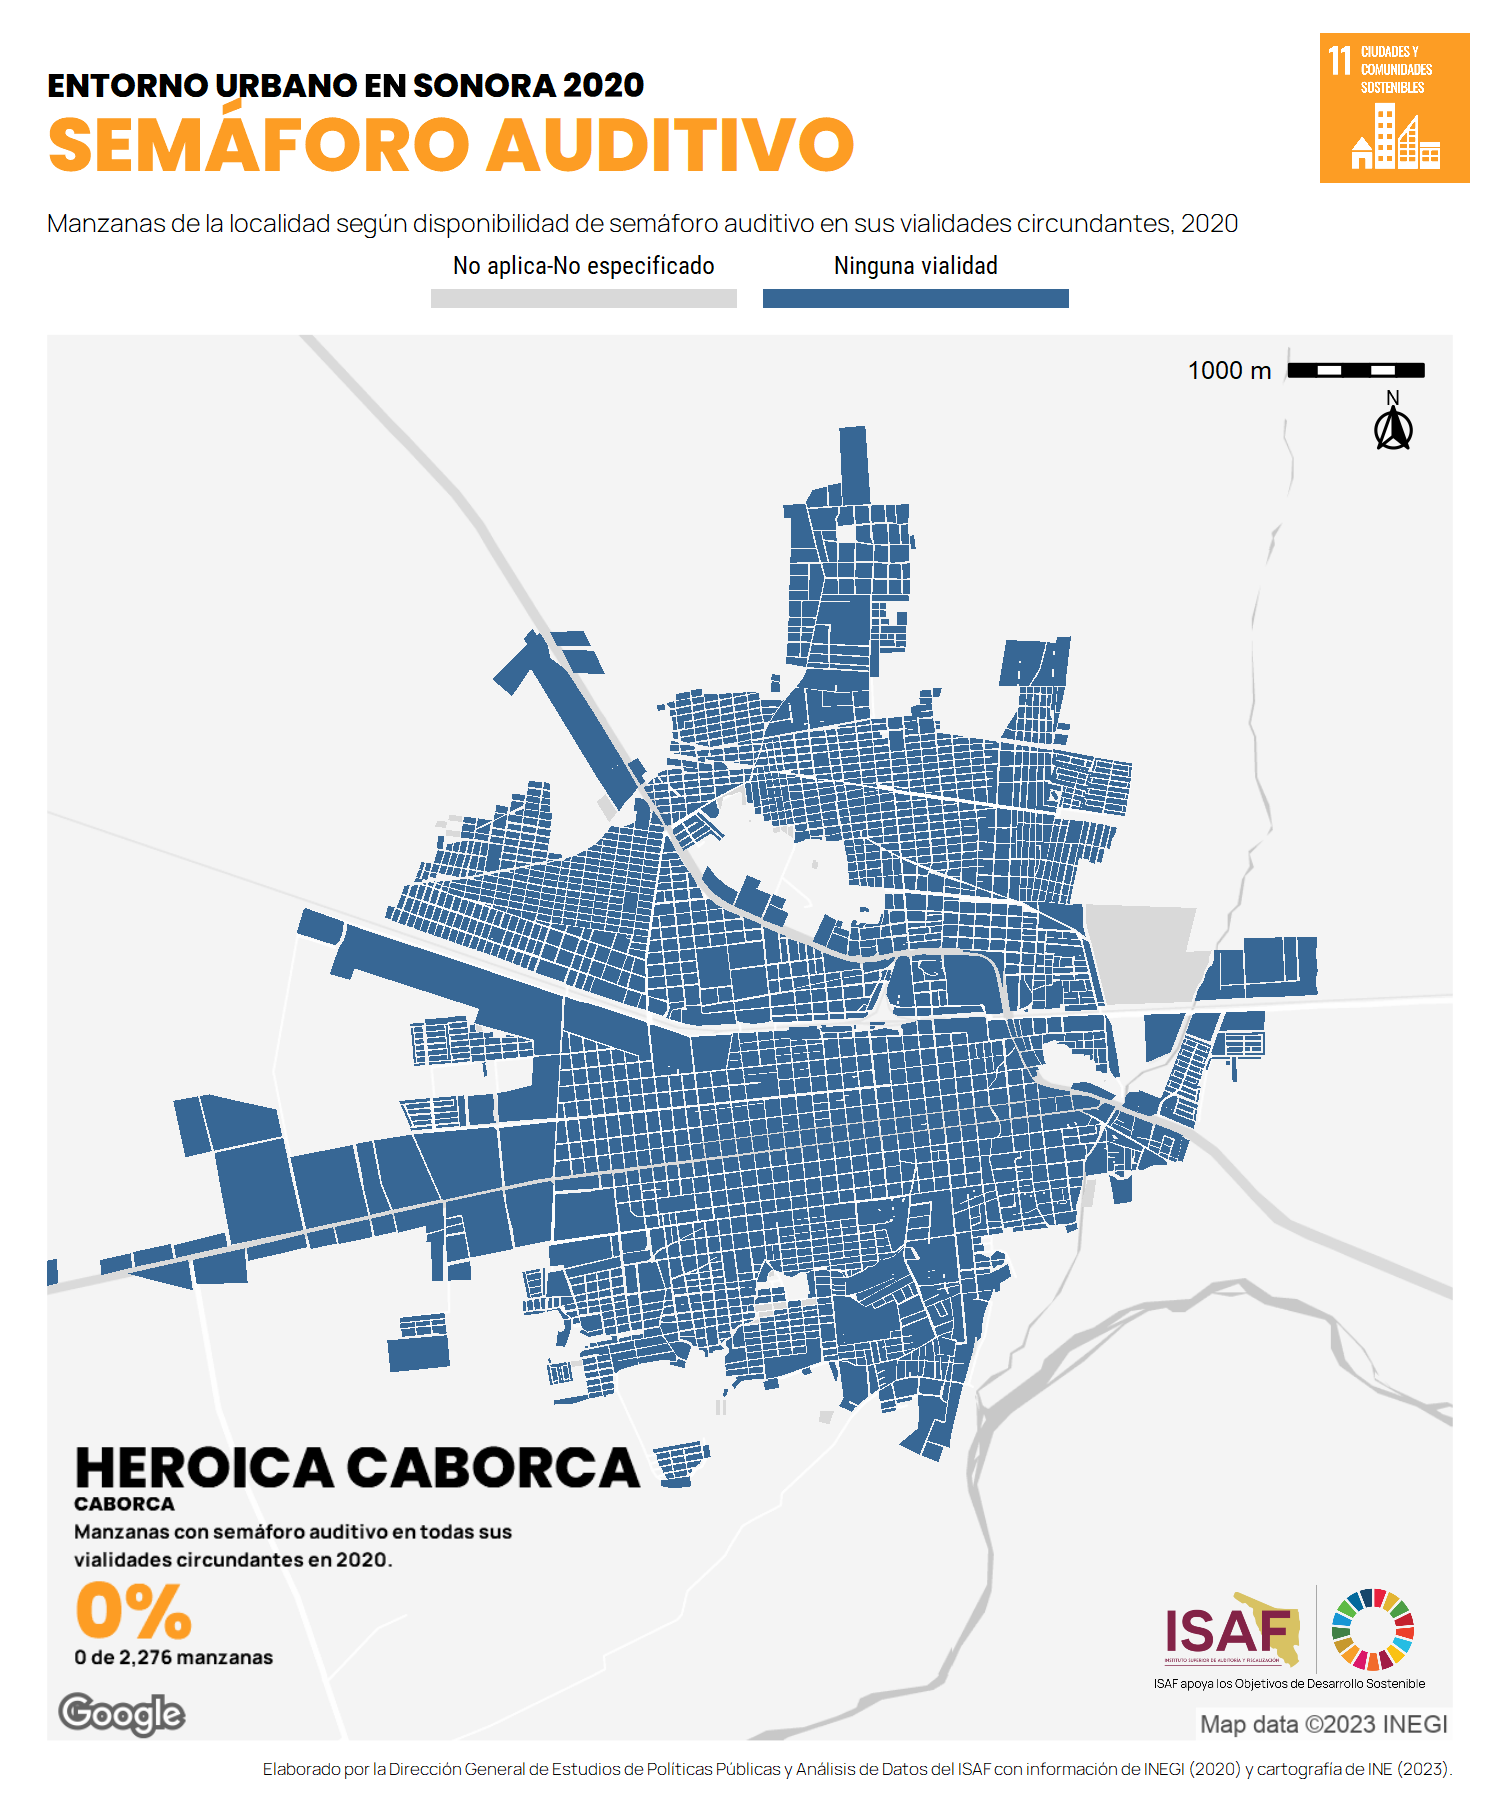 11 CIUDADES Y
COMUNIDADES
SOSTENIBLES
ENTORNO URBANO EN SONORA 2020
SEMÁFORO AUDITIVO
Manzanas de la localidad según disponibilidad de semáforo auditivo en sus vialidades circundantes, 2020
No aplica-No especificado
Ninguna vialidad
1000 m
N
HEROICA CABORCA
CABORCA
Manzanas con semáforo auditivo en todas sus
vialidades circundantes en 2020.
0%
0 de 2,276 manzanas
ISAF
INSTITUTO SUPERIOR DE AUDITORÍA Y FISCALIZACIÓN
ISAF apoya los Objetivos de Desarrollo Sostenible
Google
Map data ©2023 INEGI
Elaborado por la Dirección General de Estudios de Políticas Públicas y Análisis de Datos del ISAF con información de INEGI (2020) y cartografía de INE (2023).